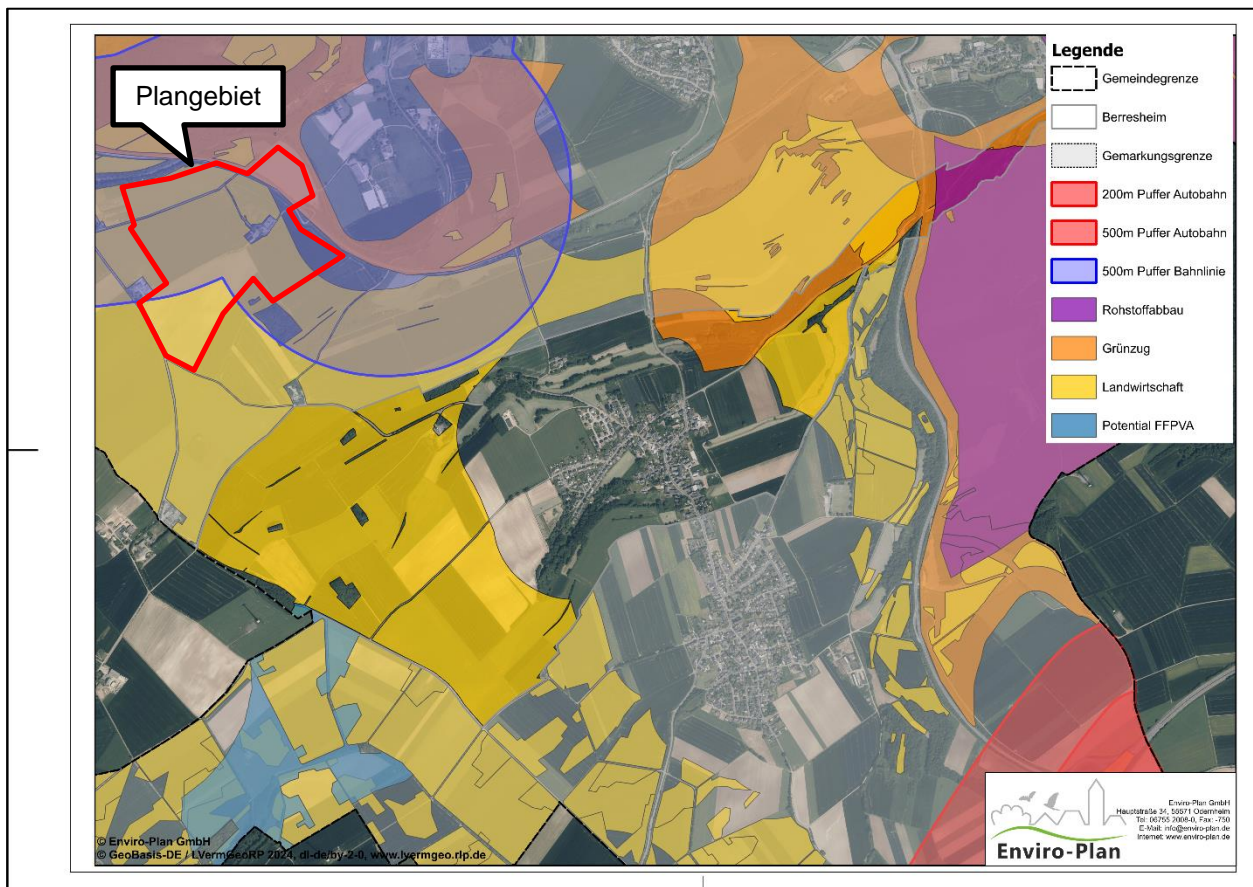 Plangebiet
Legende
Gemeindegrenze
Berresheim
Gemarkungsgrenze
200m Puffer Autobahn
500m Puffer Autobahn
500m Puffer Bahnlinie
Rohstoffabbau
Grünzug
Landwirtschaft
Potential FFPVA
Enviro-Plan GmbH
Hauptstraße 34, 55571 Odernheim
Tel: 06755 2008-0, Fax: -750
E-Mail: info@enviro-plan.de
Internet: www.enviro-plan.de
Enviro-Plan
© Enviro-Plan GmbH
© GeoBasis-DE / LVermGeoRP 2024, dl-de/by-2-0, www.lvermgeo.rlp.de